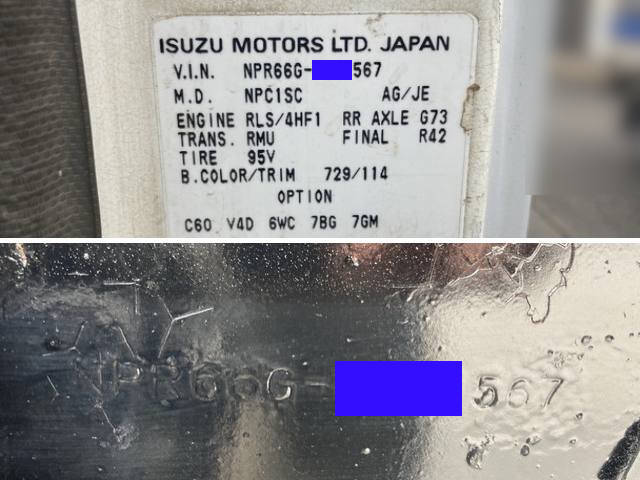 ISUZU MOTORS LTD. JAPAN
V.I.N. NPR66G-567
M.D. NPC1SC AG/JE
ENGINE RLS/4HF1 RR AXLE G73
TRANS. RMU FINAL R42
TIRE 95V
B.COLOR/TRIM 729/114
OPTION
C60 V4D 6WC 7BG 7GM
NPR66G-567